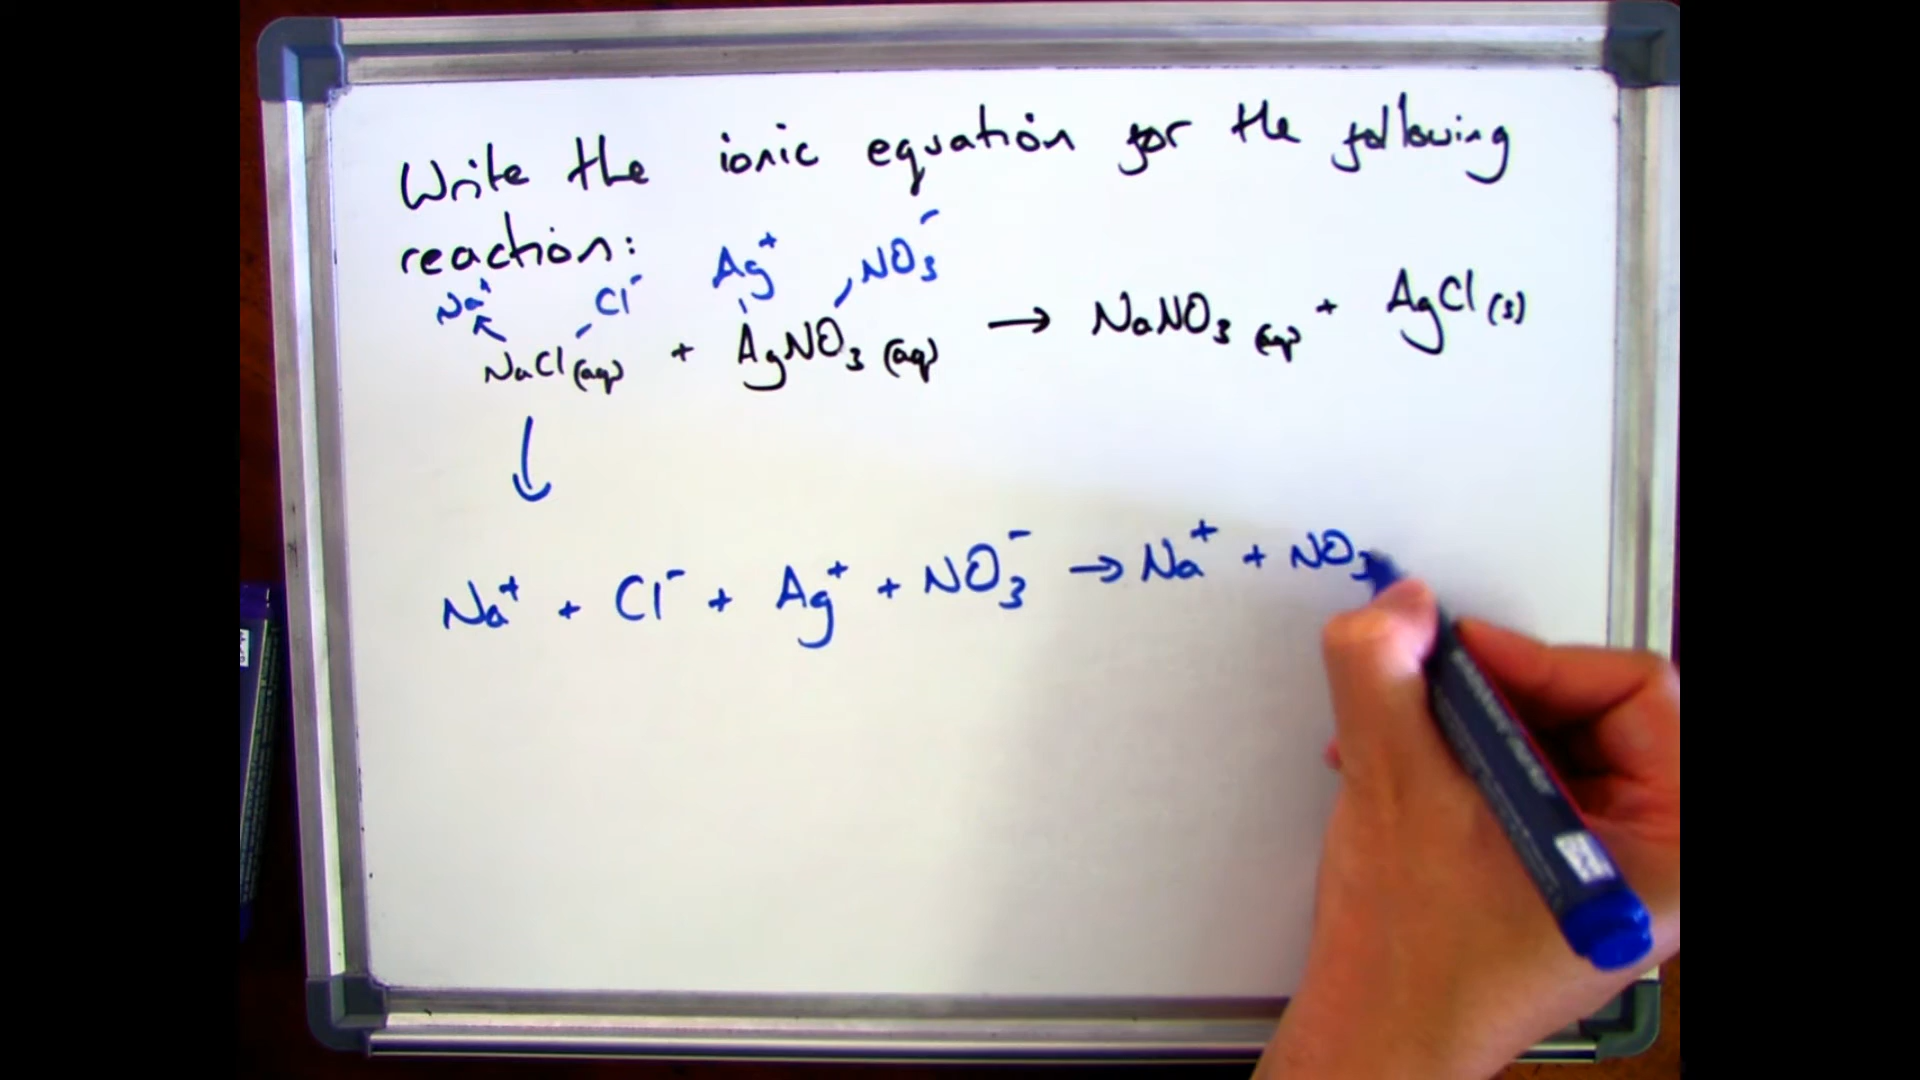 Write the ionic equation for the following
reaction:
Na⁺ Cl⁻ Ag⁺ NO₃⁻
NaCl(aq) + AgNO₃ (aq) → NaNO₃ (aq) + AgCl(s)
Na⁺ + Cl⁻ + Ag⁺ + NO₃⁻ → Na⁺ + NO₃